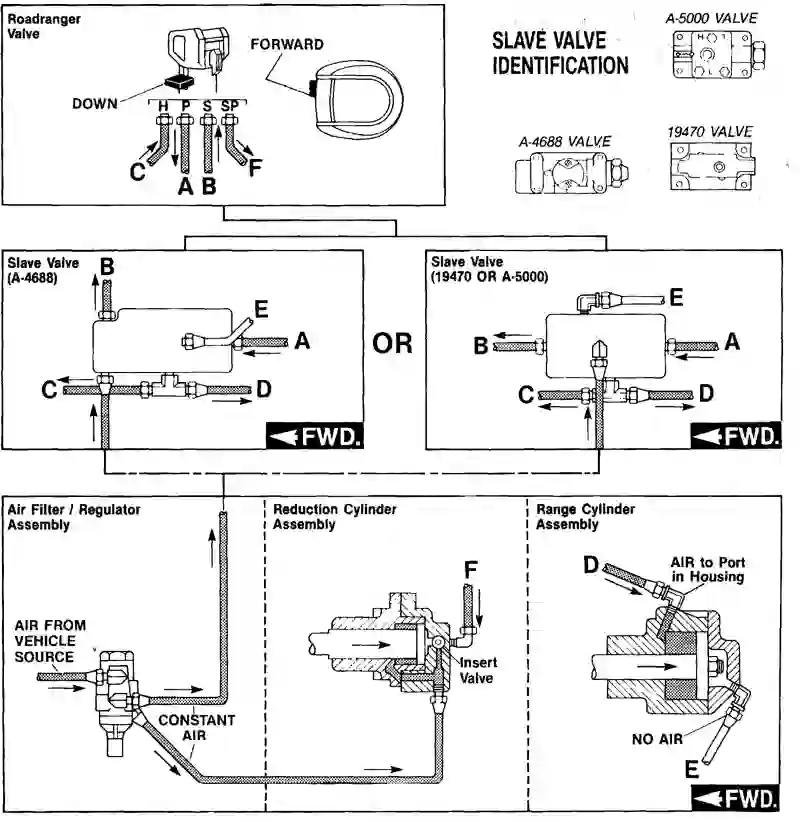 Roadranger
Valve
DOWN
FORWARD
H P S SP
C
A B
F
SLAVE VALVE
IDENTIFICATION
A-5000 VALVE
H L
T
A-4688 VALVE
19470 VALVE
Slave Valve
(A-4688)
B
E
A
C
D
FWD.
OR
Slave Valve
(19470 OR A-5000)
E
B
A
C
D
FWD.
Air Filter / Regulator
Assembly
AIR FROM
VEHICLE
SOURCE
CONSTANT
AIR
Reduction Cylinder
Assembly
F
Insert
Valve
Range Cylinder
Assembly
D
AIR to Port
in Housing
NO AIR
E
FWD.